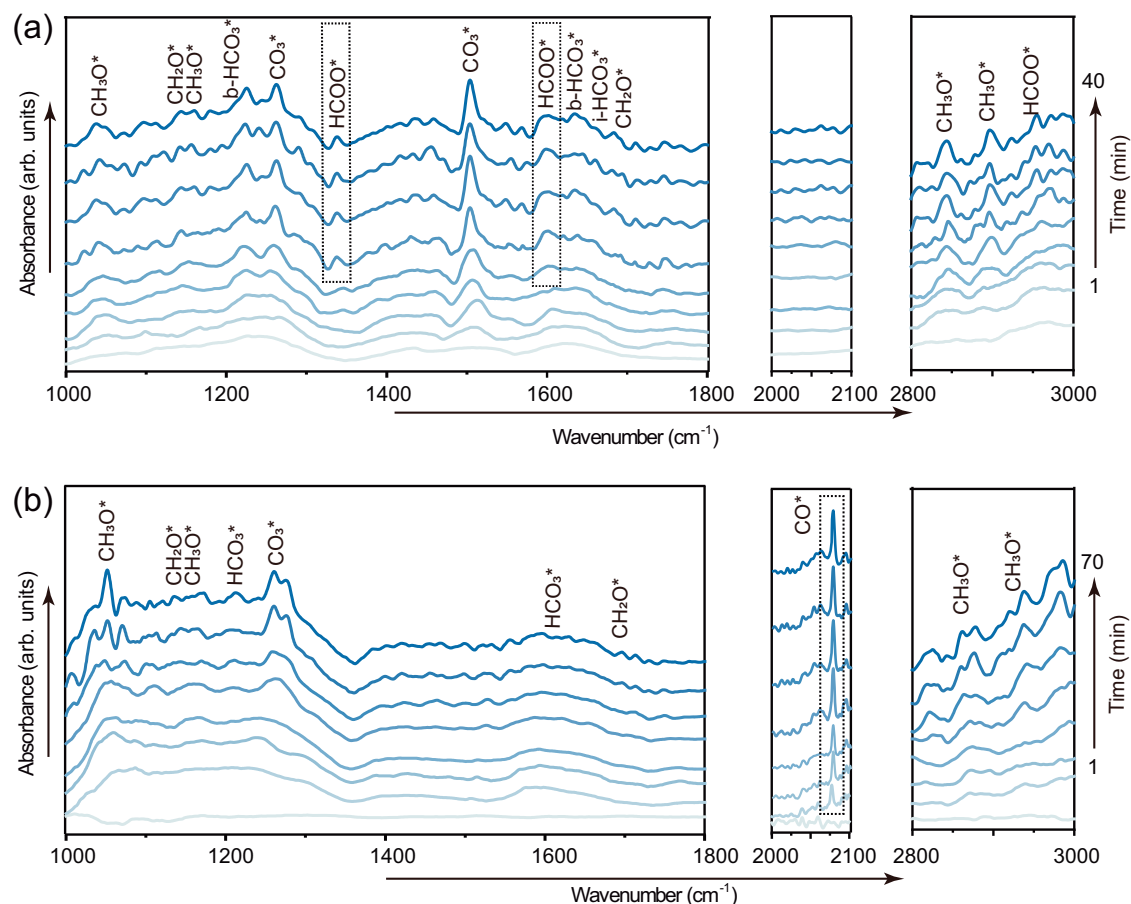 (a)
Absorbance (arb. units)
CH₃O*
CH₂O*
CH₃O*
b-HCO₃*
CO₃*
HCOO*
CO₃*
HCOO*
b-HCO₃*
i-HCO₃*
CH₂O*
CH₃O*
CH₃O*
HCOO*
40
1
Time (min)
1000 1200 1400 1600 1800 2000 2100 2800 3000
Wavenumber (cm⁻¹)
(b)
Absorbance (arb. units)
CH₃O*
CH₂O*
CH₃O*
HCO₃*
CO₃*
HCO₃*
CH₂O*
CO*
CH₃O*
CH₃O*
70
1
Time (min)
1000 1200 1400 1600 1800 2000 2100 2800 3000
Wavenumber (cm⁻¹)